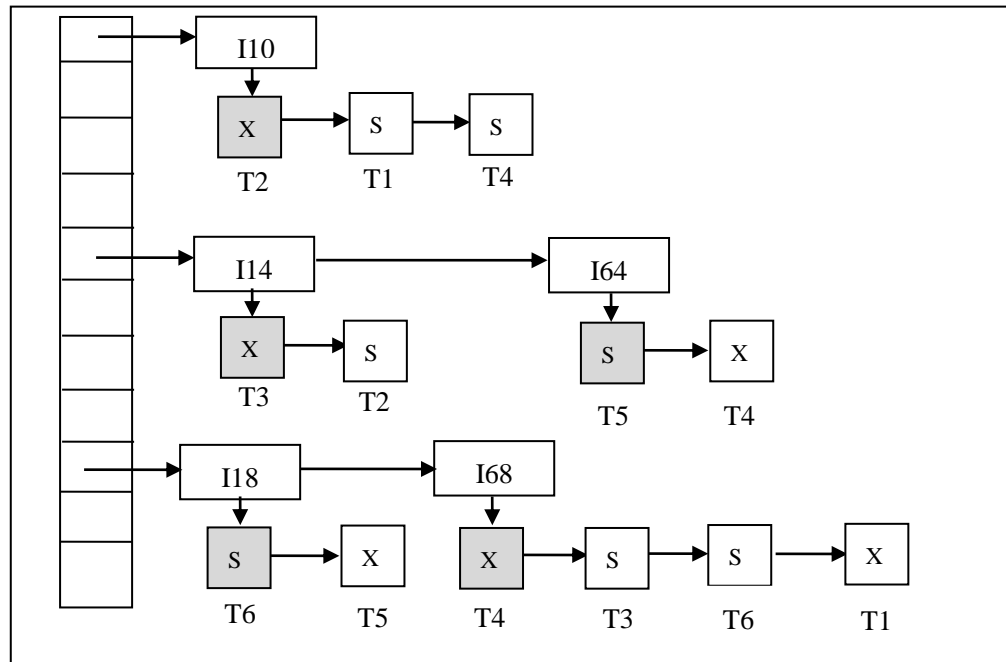 I10
X S S
T2 T1 T4
I14 I64
X S S X
T3 T2 T5 T4
I18 I68
S X X S S X
T6 T5 T4 T3 T6 T1